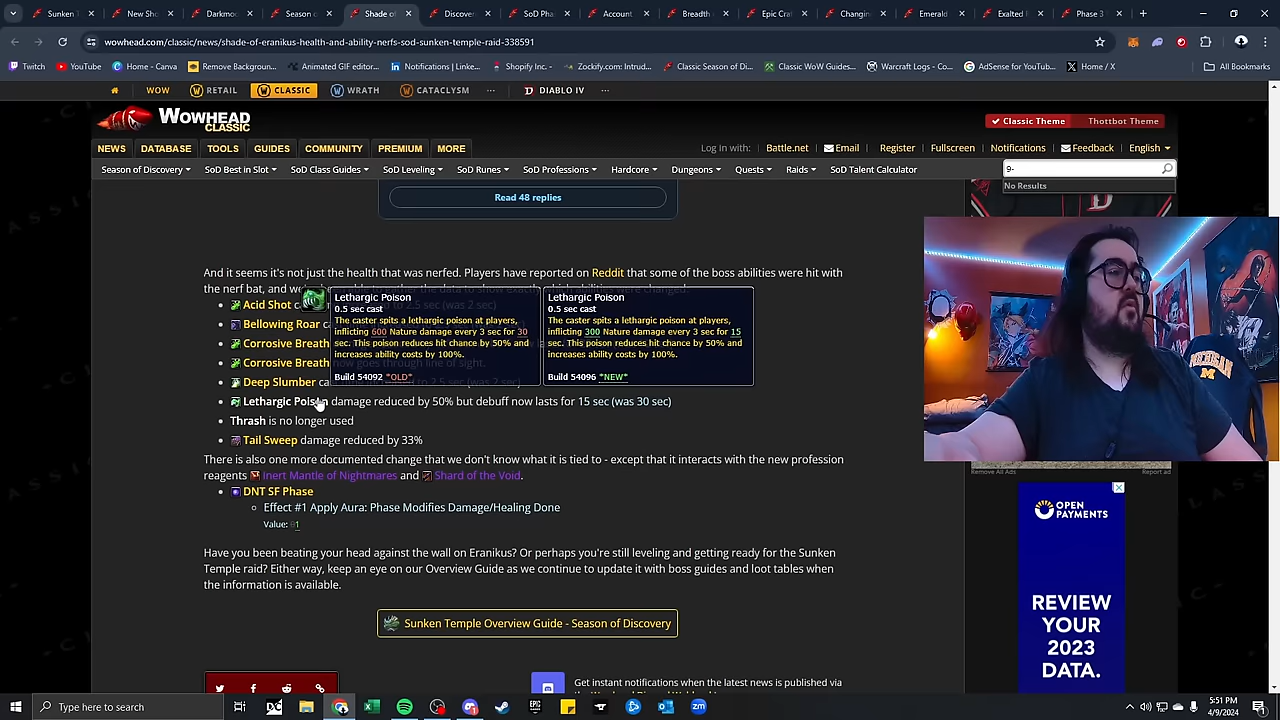 Sunken T
New Sho
Darkmoo
Season o
Shade of
Discover
SoD Pha
Account
Breadth
Epic Craf
Changin
Emerald
Exalted
Phase 3
wowhead.com/classic/news/shade-of-eranikus-health-and-ability-nerfs-sod-sunken-temple-raid-338591
Twitch
YouTube
Home - Canva
Remove Backgroun...
Animated GIF editor...
Notifications | Linke...
Shopify Inc. - Shopif...
Zockify.com: Intrud...
Classic Season of Di...
Classic WoW Guides...
Warcraft Logs - Co...
AdSense for YouTub...
Home / X
All Bookmarks
WOW RETAIL CLASSIC WRATH CATACLYSM ... DIABLO IV ...
WOWHEAD
CLASSIC
Classic Theme Thottbot Theme
NEWS DATABASE TOOLS GUIDES COMMUNITY PREMIUM MORE
Log in with: Battle.net Email Register Fullscreen Notifications Feedback English
Season of Discovery SoD Best in Slot SoD Class Guides SoD Leveling SoD Runes SoD Professions Hardcore Dungeons Quests Raids SoD Talent Calculator
9-
No Results
Read 48 replies
And it seems it's not just the health that was nerfed. Players have reported on Reddit that some of the boss abilities were hit with
the nerf bat, and we
Acid Shot
Bellowing Roar
Corrosive Breath
Corrosive Breath
Deep Slumber
Lethargic Poison
0.5 sec cast
The caster spits a lethargic poison at players,
inflicting 600 Nature damage every 3 sec for 30
sec. This poison reduces hit chance by 50% and
increases ability costs by 100%.
Build 54092 *OLD*
Lethargic Poison
0.5 sec cast
The caster spits a lethargic poison at players,
inflicting 300 Nature damage every 3 sec for 15
sec. This poison reduces hit chance by 50% and
increases ability costs by 100%.
Build 54096 *NEW*
Lethargic Poison damage reduced by 50% but debuff now lasts for 15 sec (was 30 sec)
Thrash is no longer used
Tail Sweep damage reduced by 33%
There is also one more documented change that we don't know what it is tied to - except that it interacts with the new profession
reagents Inert Mantle of Nightmares and Shard of the Void.
DNT SF Phase
Effect #1 Apply Aura: Phase Modifies Damage/Healing Done
Value: 1
Have you been beating your head against the wall on Eranikus? Or perhaps you're still leveling and getting ready for the Sunken
Temple raid? Either way, keep an eye on our Overview Guide as we continue to update it with boss guides and loot tables when
the information is available.
Sunken Temple Overview Guide - Season of Discovery
Get instant notifications when the latest news is published via
MICHIGAN
M
Remove All Ads
Report ad
OPEN
PAYMENTS
REVIEW
YOUR
2023
DATA.
Type here to search
5:51 PM
4/9/2024